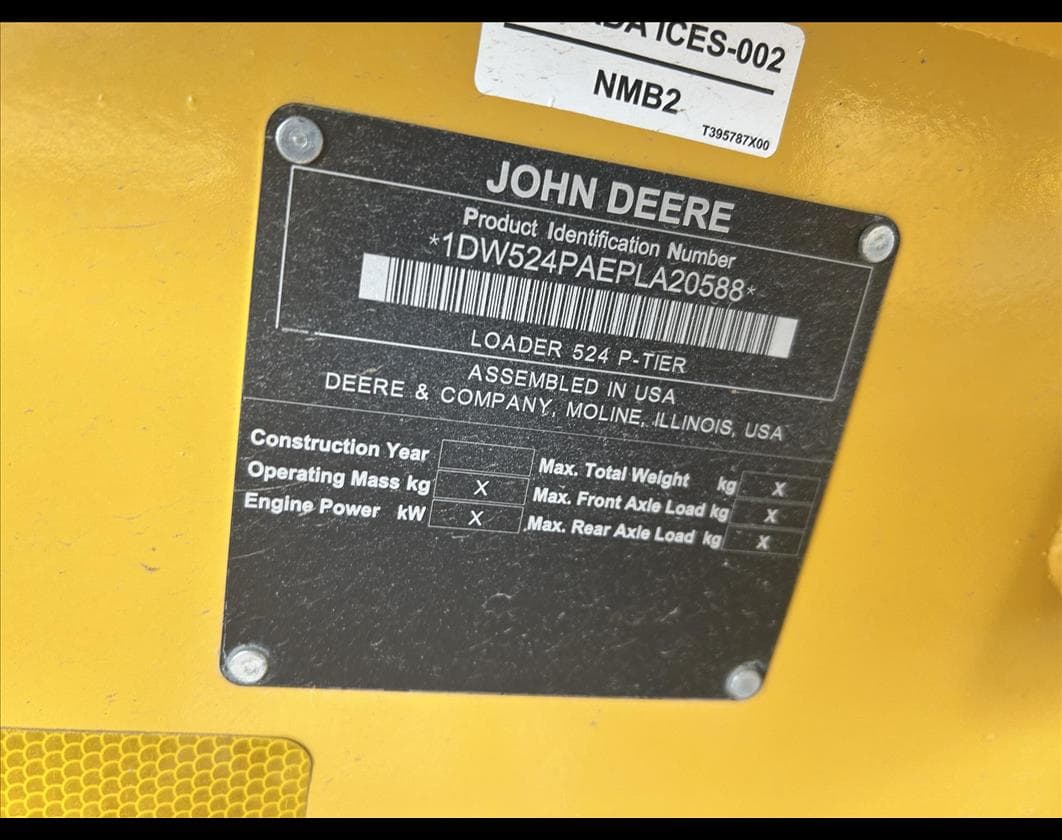 ICES-002
NMB2
T395787X00
JOHN DEERE
Product Identification Number
*1DW524PAEPLA20588*
LOADER 524 P-TIER
ASSEMBLED IN USA
DEERE & COMPANY, MOLINE, ILLINOIS, USA
Construction Year
Operating Mass kg X
Engine Power kW X
Max. Total Weight kg X
Max. Front Axle Load kg X
Max. Rear Axle Load kg X